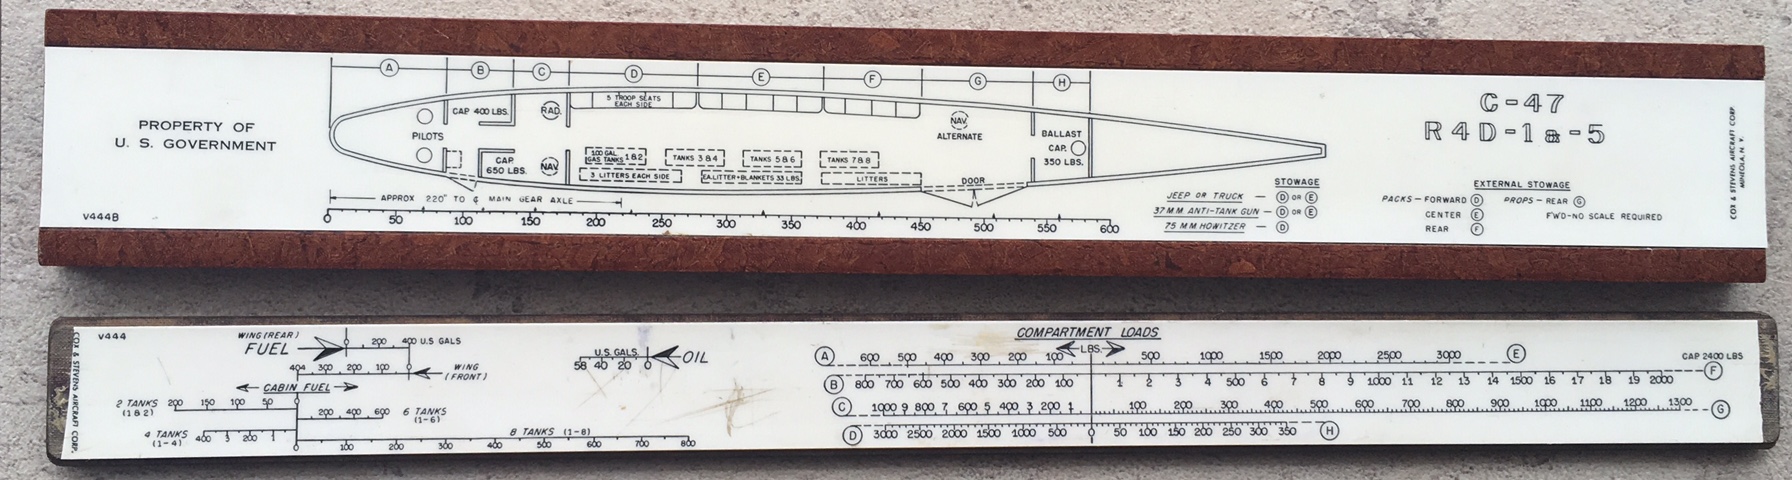 A B C D E F G H
PROPERTY OF
U. S. GOVERNMENT
V444B
PILOTS
CAP 400 LBS.
CAP.
650 LBS.
RAD.
NAV.
5 TROOP SEATS
EACH SIDE
100 GAL.
GAS TANKS 1 & 2
TANKS 3 & 4
TANKS 5 & 6
TANKS 7 & 8
3 LITTERS EACH SIDE
EA. LITTER + BLANKETS 33 LBS.
LITTERS
NAV.
ALTERNATE
DOOR
BALLAST
CAP.
350 LBS.
APPROX 220" TO ℄ MAIN GEAR AXLE
0 50 100 150 200 250 300 350 400 450 500 550 600
C-47
R4D-1 & -5
STOWAGE
JEEP OR TRUCK — D OR E
37 M.M. ANTI-TANK GUN — D OR E
75 M.M. HOWITZER — D
EXTERNAL STOWAGE
PACKS — FORWARD D PROPS — REAR G
CENTER E FWD—NO SCALE REQUIRED
REAR F
COX & STEVENS AIRCRAFT CORP.
MINEOLA, N. Y.
V444
COX & STEVENS AIRCRAFT CORP.
WING (REAR)
FUEL
0 200 400 U.S GALS
404 300 200 100 0 WING
(FRONT)
CABIN FUEL
2 TANKS
(1 & 2)
200 150 100 50 0
200 400 600 6 TANKS
(1-6)
4 TANKS
(1-4)
400 3 200 1
8 TANKS (1-8)
0 100 200 300 400 500 600 700 800
U.S. GALS.
58 40 20 0
OIL
COMPARTMENT LOADS
LBS.
A 600 500 400 300 200 100 500 1000 1500 2000 2500 3000 E
CAP 2400 LBS
B 800 700 600 500 400 300 200 100 1 2 3 4 500 6 7 8 9 1000 11 12 13 14 1500 16 17 18 19 2000 F
C 1000 9 800 7 600 5 400 3 200 1 100 200 300 400 500 600 700 800 900 1000 1100 1200 1300 G
D 3000 2500 2000 1500 1000 500 0 50 100 150 200 250 300 350 H